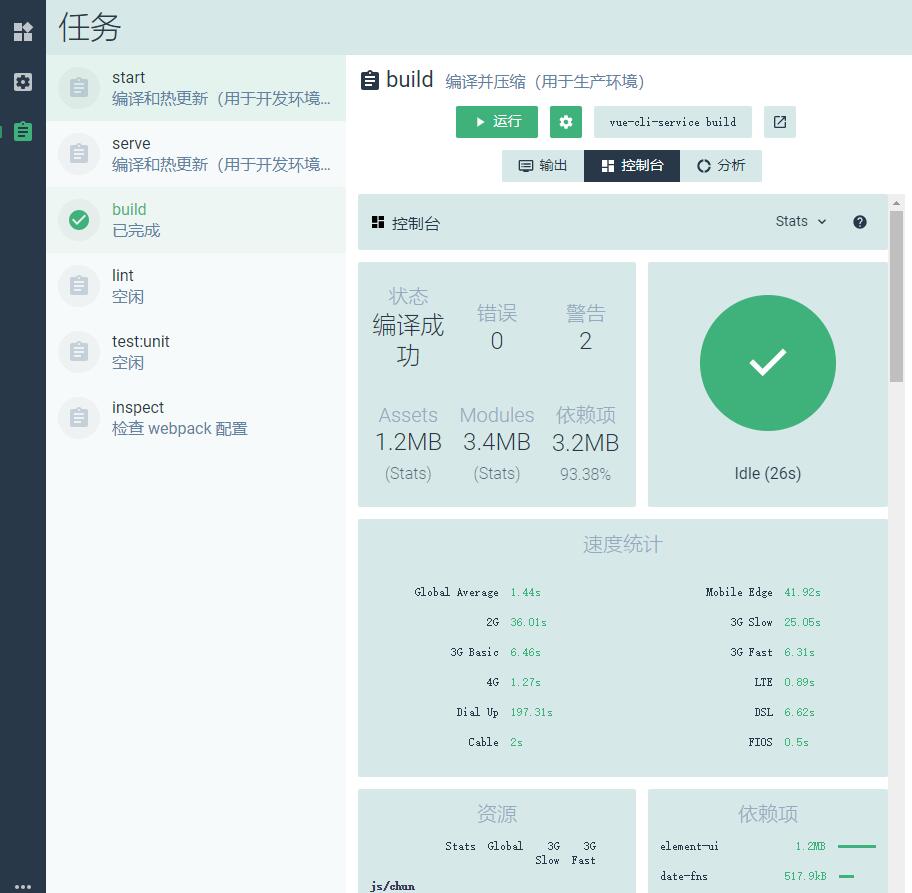 任务
start
编译和热更新（用于开发环境...
serve
编译和热更新（用于开发环境...
build
已完成
lint
空闲
test:unit
空闲
inspect
检查 webpack 配置
build 编译并压缩（用于生产环境）
运行 vue-cli-service build
输出 控制台 分析
控制台 Stats
状态 错误 警告
编译成功 0 2
Assets Modules 依赖项
1.2MB 3.4MB 3.2MB
(Stats) (Stats) 93.38%
Idle (26s)
速度统计
Global Average 1.44s Mobile Edge 41.92s
2G 36.01s 3G Slow 25.05s
3G Basic 6.46s 3G Fast 6.31s
4G 1.27s LTE 0.89s
Dial Up 197.31s DSL 6.62s
Cable 2s FIOS 0.5s
资源
Stats Global 3G Slow 3G Fast
js/chun
依赖项
element-ui 1.2MB
date-fns 517.9kB